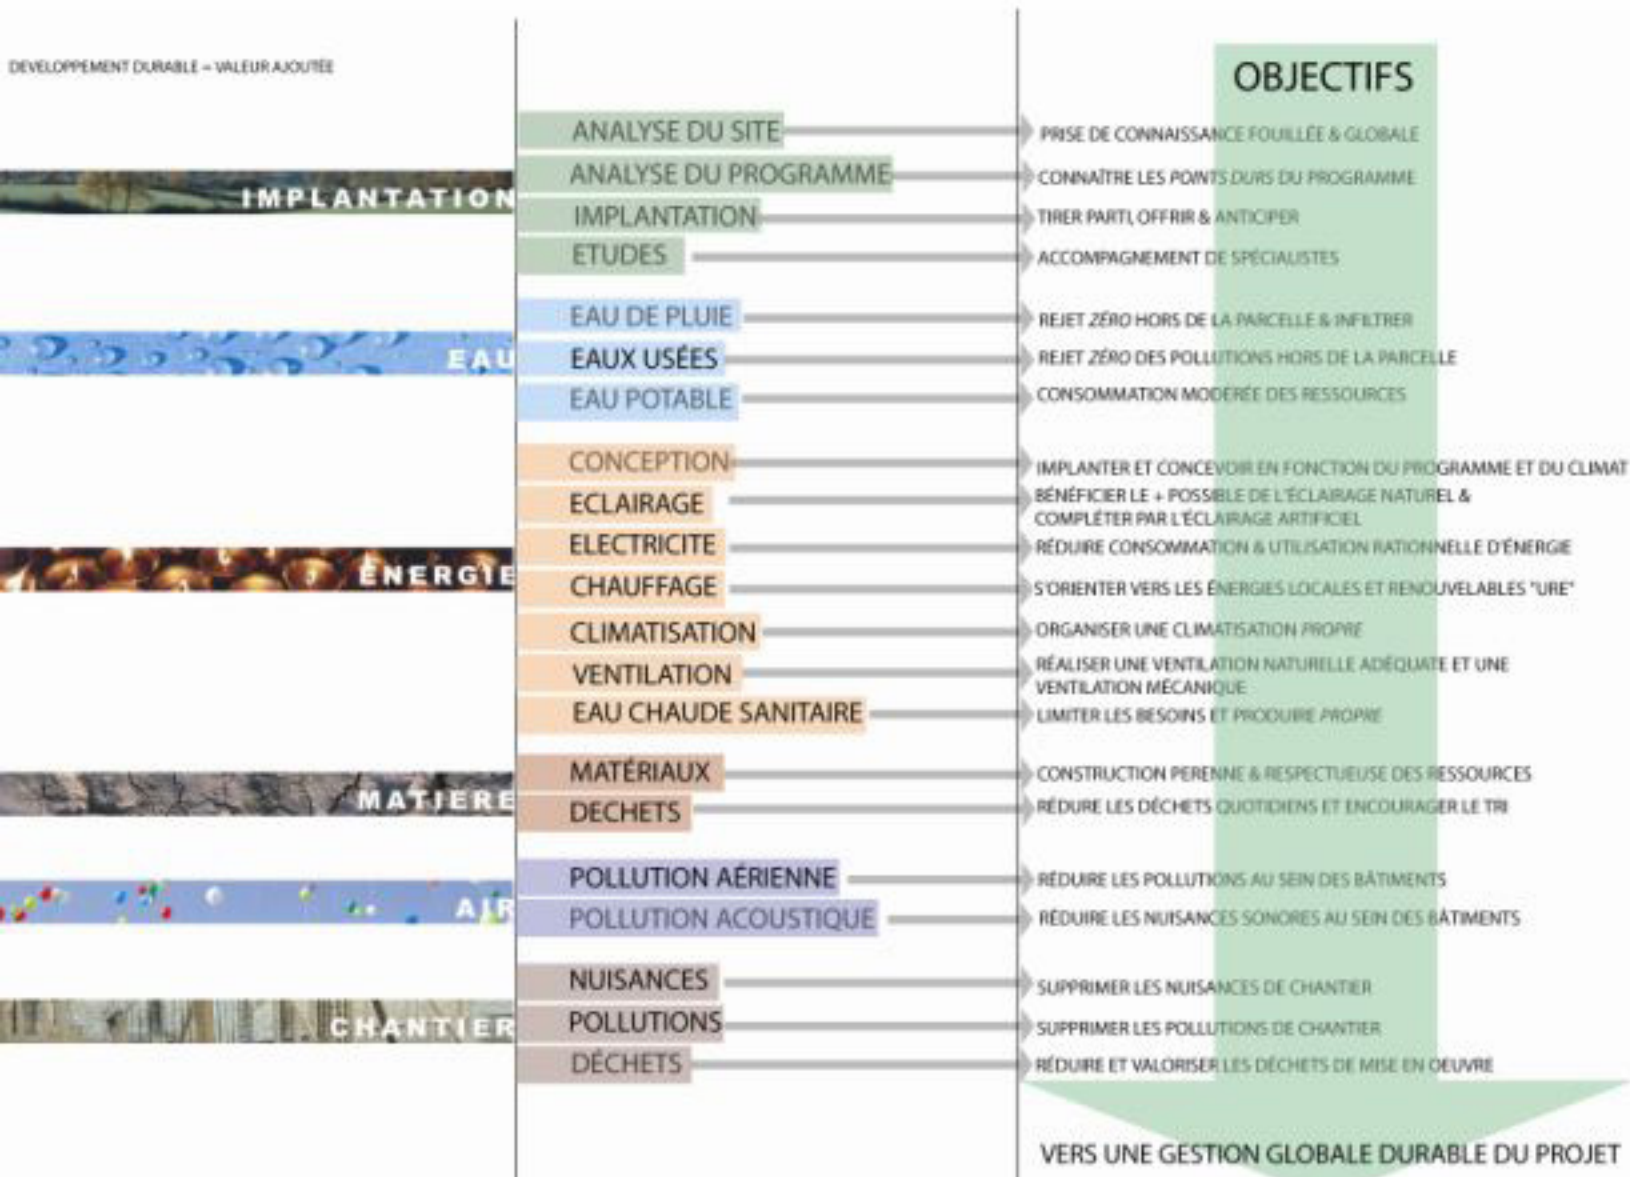 DEVELOPPEMENT DURABLE = VALEUR AJOUTÉE
OBJECTIFS
IMPLANTATION
ANALYSE DU SITE
PRISE DE CONNAISSANCE FOUILLÉE & GLOBALE
ANALYSE DU PROGRAMME
CONNAÎTRE LES POINTS DURS DU PROGRAMME
IMPLANTATION
TIRER PARTI, OFFRIR & ANTICIPER
ETUDES
ACCOMPAGNEMENT DE SPÉCIALISTES
EAU
EAU DE PLUIE
REJET ZÉRO HORS DE LA PARCELLE & INFILTRER
EAUX USÉES
REJET ZÉRO DES POLLUTIONS HORS DE LA PARCELLE
EAU POTABLE
CONSOMMATION MODÉRÉE DES RESSOURCES
ÉNERGIE
CONCEPTION
IMPLANTER ET CONCEVOIR EN FONCTION DU PROGRAMME ET DU CLIMAT
ECLAIRAGE
BÉNÉFICIER LE + POSSIBLE DE L'ÉCLAIRAGE NATUREL &
COMPLÉTER PAR L'ÉCLAIRAGE ARTIFICIEL
ELECTRICITE
RÉDUIRE CONSOMMATION & UTILISATION RATIONNELLE D'ÉNERGIE
CHAUFFAGE
S'ORIENTER VERS LES ÉNERGIES LOCALES ET RENOUVELABLES "URE"
CLIMATISATION
ORGANISER UNE CLIMATISATION PROPRE
VENTILATION
RÉALISER UNE VENTILATION NATURELLE ADÉQUATE ET UNE
VENTILATION MÉCANIQUE
EAU CHAUDE SANITAIRE
LIMITER LES BESOINS ET PRODUIRE PROPRE
MATIERE
MATÉRIAUX
CONSTRUCTION PERENNE & RESPECTUEUSE DES RESSOURCES
DECHETS
RÉDURE LES DÉCHETS QUOTIDIENS ET ENCOURAGER LE TRI
AIR
POLLUTION AÉRIENNE
RÉDUIRE LES POLLUTIONS AU SEIN DES BÂTIMENTS
POLLUTION ACOUSTIQUE
RÉDUIRE LES NUISANCES SONORES AU SEIN DES BÂTIMENTS
CHANTIER
NUISANCES
SUPPRIMER LES NUISANCES DE CHANTIER
POLLUTIONS
SUPPRIMER LES POLLUTIONS DE CHANTIER
DÉCHETS
RÉDUIRE ET VALORISER LES DÉCHETS DE MISE EN OEUVRE
VERS UNE GESTION GLOBALE DURABLE DU PROJET